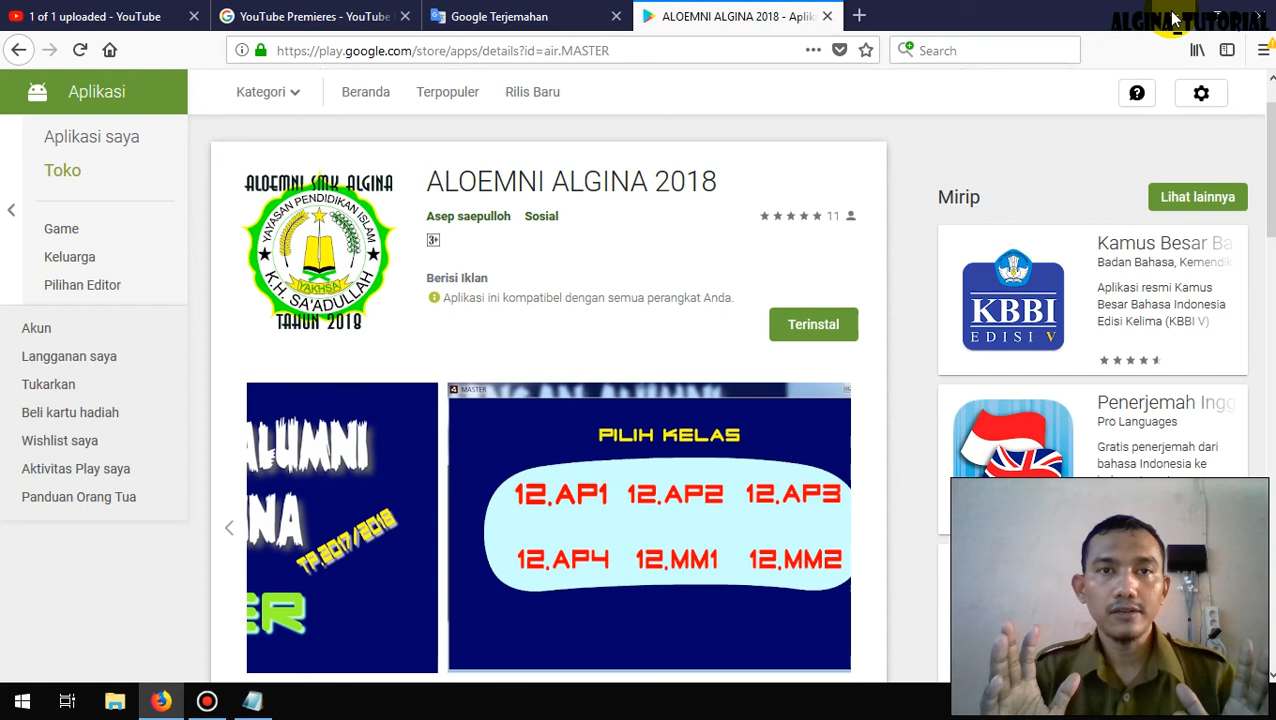 1 of 1 uploaded - YouTube
YouTube Premieres - YouTube
Google Terjemahan
ALOEMNI ALGINA 2018 - Aplik
ALGINA_TUTORIAL
https://play.google.com/store/apps/details?id=air.MASTER
Search
Aplikasi
Kategori
Beranda
Terpopuler
Rilis Baru
Aplikasi saya
Toko
Game
Keluarga
Pilihan Editor
Akun
Langganan saya
Tukarkan
Beli kartu hadiah
Wishlist saya
Aktivitas Play saya
Panduan Orang Tua
ALOEMNI SMK ALGINA
YAYASAN PENDIDIKAN ISLAM
YAKHSA
K.H. SA'ADULLAH
TAHUN 2018
ALOEMNI ALGINA 2018
Asep saepulloh Sosial
11
3+
Berisi Iklan
Aplikasi ini kompatibel dengan semua perangkat Anda.
Terinstal
ALUMNI
INA
TP.2017/2018
ER
MASTER
PILIH KELAS
12.AP1 12.AP2 12.AP3
12.AP4 12.MM1 12.MM2
Mirip
Lihat lainnya
KBBI
EDISI V
Kamus Besar Ba
Badan Bahasa, Kemendik
Aplikasi resmi Kamus
Besar Bahasa Indonesia
Edisi Kelima (KBBI V)
Penerjemah Ingg
Pro Languages
Gratis penerjemah dari
bahasa Indonesia ke